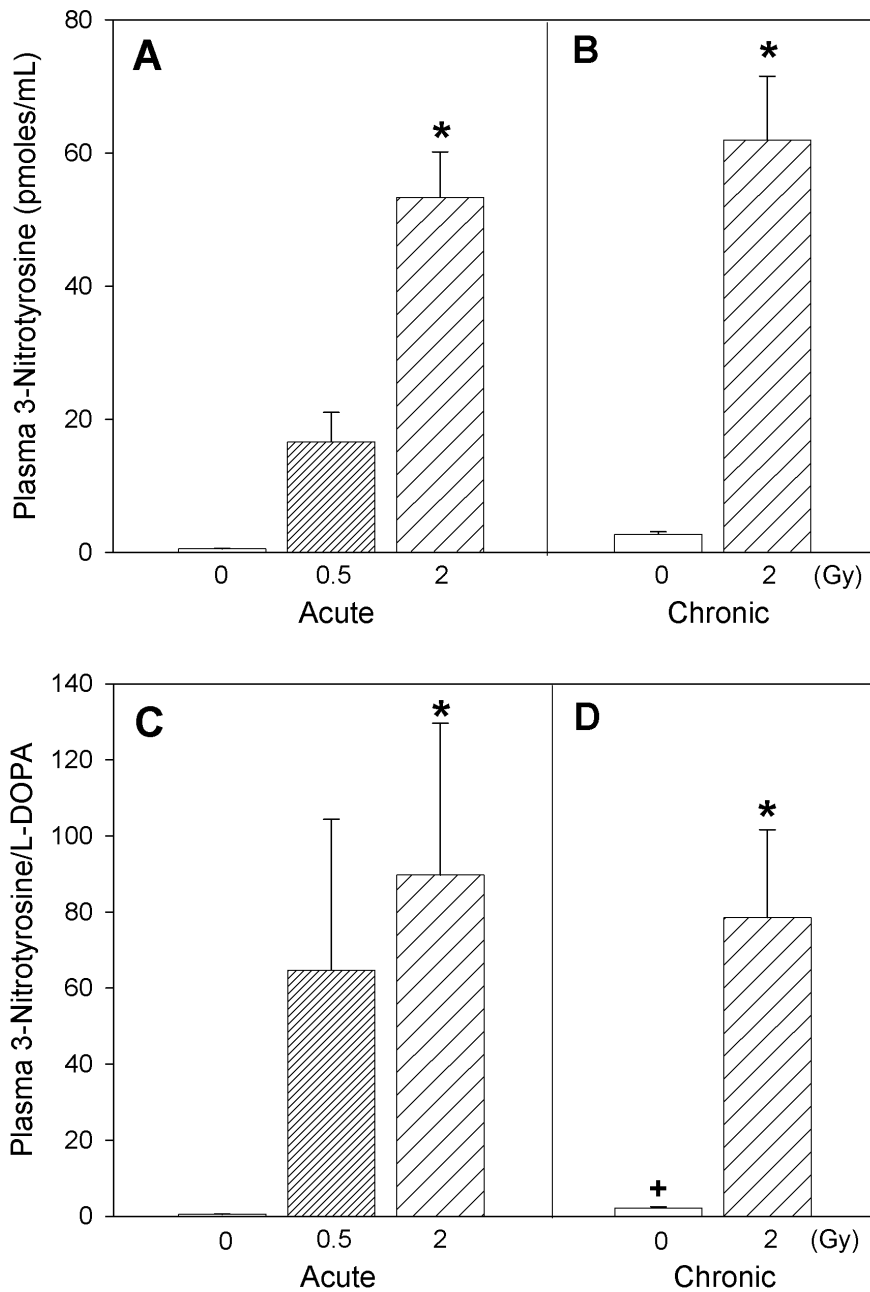 Plasma 3-Nitrotyrosine (pmoles/mL)
80
60
40
20
0
A
*
0 0.5 2
Acute
B
*
0 2 (Gy)
Chronic
Plasma 3-Nitrotyrosine/L-DOPA
140
120
100
80
60
40
20
0
C
*
0 0.5 2
Acute
D
*
+
0 2 (Gy)
Chronic